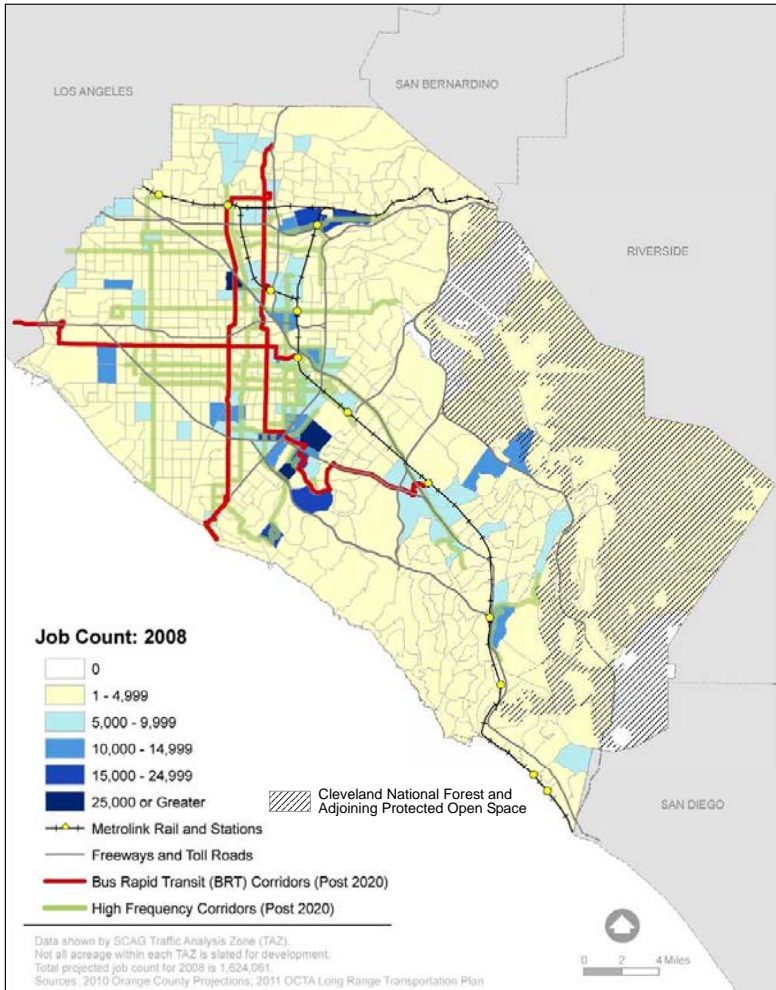 LOS ANGELES
SAN BERNARDINO
RIVERSIDE
Job Count: 2008
0
1 - 4,999
5,000 - 9,999
10,000 - 14,999
15,000 - 24,999
25,000 or Greater
Cleveland National Forest and
Adjoining Protected Open Space
SAN DIEGO
Metrolink Rail and Stations
Freeways and Toll Roads
Bus Rapid Transit (BRT) Corridors (Post 2020)
High Frequency Corridors (Post 2020)
Data shown by SCAG Traffic Analysis Zone (TAZ).
Not all acreage within each TAZ is slated for development.
Total projected job count for 2008 is 1,624,061.
Sources: 2010 Orange County Projections; 2011 OCTA Long Range Transportation Plan
0 2 4 Miles